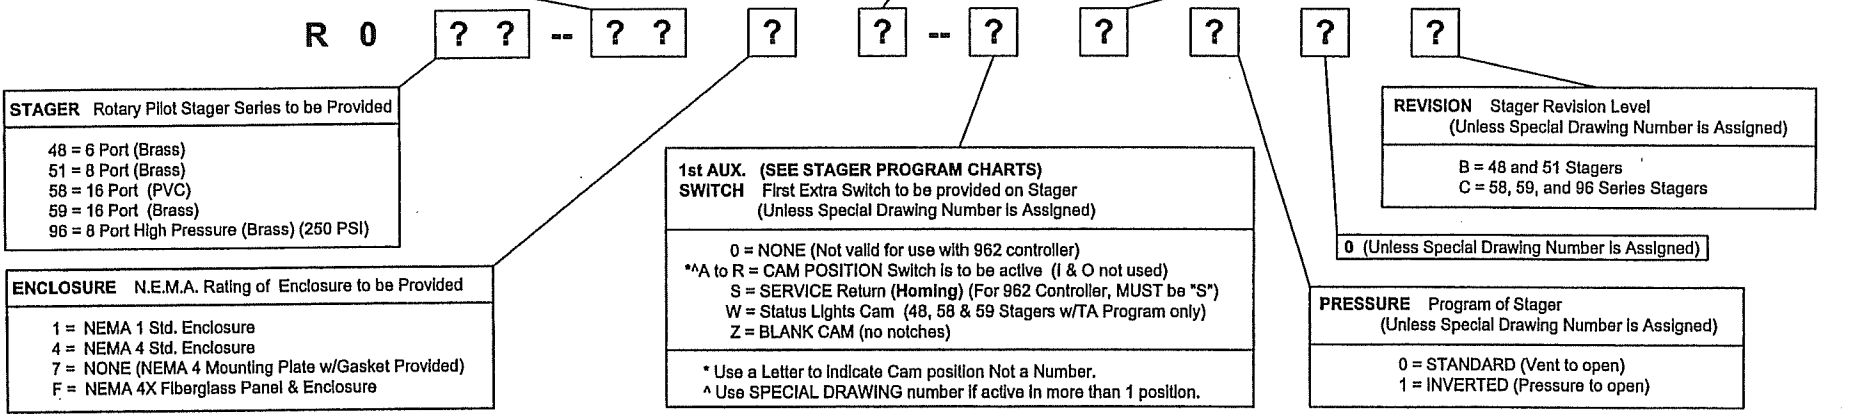 R 0 ? ? -- ? ? ? ? -- ? ? ? ? ?
STAGER Rotary Pilot Stager Series to be Provided
48 = 6 Port (Brass)
51 = 8 Port (Brass)
58 = 16 Port (PVC)
59 = 16 Port (Brass)
96 = 8 Port High Pressure (Brass) (250 PSI)
ENCLOSURE N.E.M.A. Rating of Enclosure to be Provided
1 = NEMA 1 Std. Enclosure
4 = NEMA 4 Std. Enclosure
7 = NONE (NEMA 4 Mounting Plate w/Gasket Provided)
F = NEMA 4X Fiberglass Panel & Enclosure
1st AUX. (SEE STAGER PROGRAM CHARTS)
SWITCH First Extra Switch to be provided on Stager
(Unless Special Drawing Number is Assigned)
0 = NONE (Not valid for use with 962 controller)
*^A to R = CAM POSITION Switch is to be active (I & O not used)
S = SERVICE Return (Homing) (For 962 Controller, MUST be "S")
W = Status Lights Cam (48, 58 & 59 Stagers w/TA Program only)
Z = BLANK CAM (no notches)
* Use a Letter to Indicate Cam position Not a Number.
^ Use SPECIAL DRAWING number if active in more than 1 position.
REVISION Stager Revision Level
(Unless Special Drawing Number is Assigned)
B = 48 and 51 Stagers
C = 58, 59, and 96 Series Stagers
0 (Unless Special Drawing Number is Assigned)
PRESSURE Program of Stager
(Unless Special Drawing Number is Assigned)
0 = STANDARD (Vent to open)
1 = INVERTED (Pressure to open)